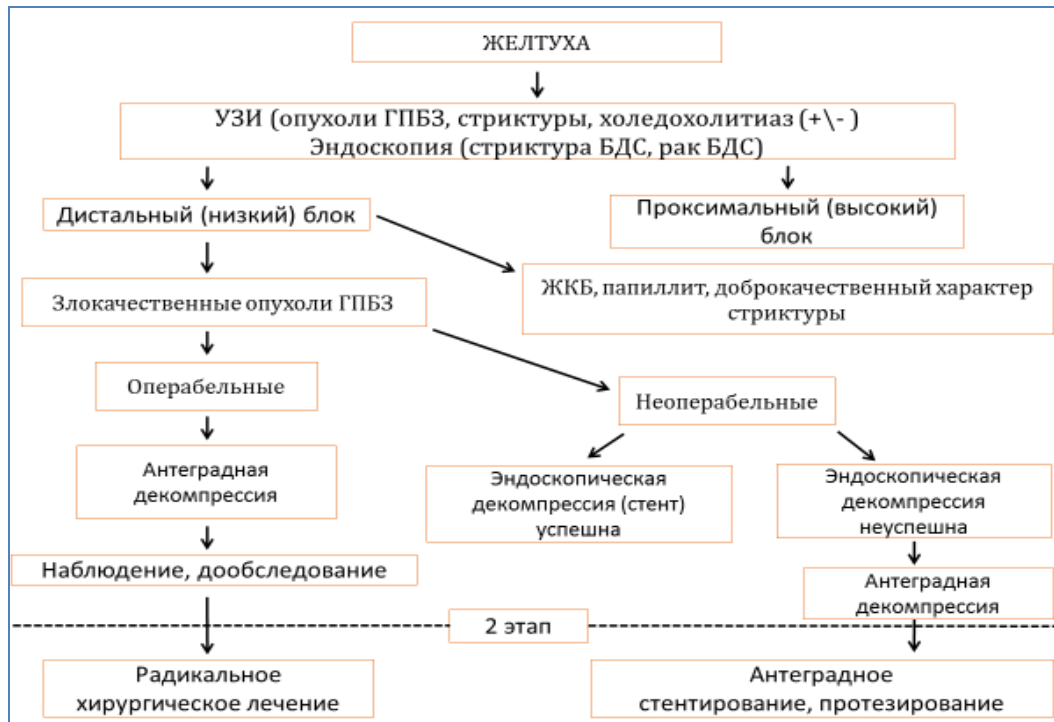 ЖЕЛТУХА
УЗИ (опухоли ГПБЗ, стриктуры, холедохолитиаз (+\- )
Эндоскопия (стриктура БДС, рак БДС)
Дистальный (низкий) блок
Проксимальный (высокий)
блок
Злокачественные опухоли ГПБЗ
ЖКБ, папиллит, доброкачественный характер
стриктуры
Операбельные
Неоперабельные
Антеградная
декомпрессия
Эндоскопическая
декомпрессия (стент)
успешна
Эндоскопическая
декомпрессия
неуспешна
Наблюдение, дообследование
Антеградная
декомпрессия
2 этап
Радикальное
хирургическое лечение
Антеградное
стентирование, протезирование